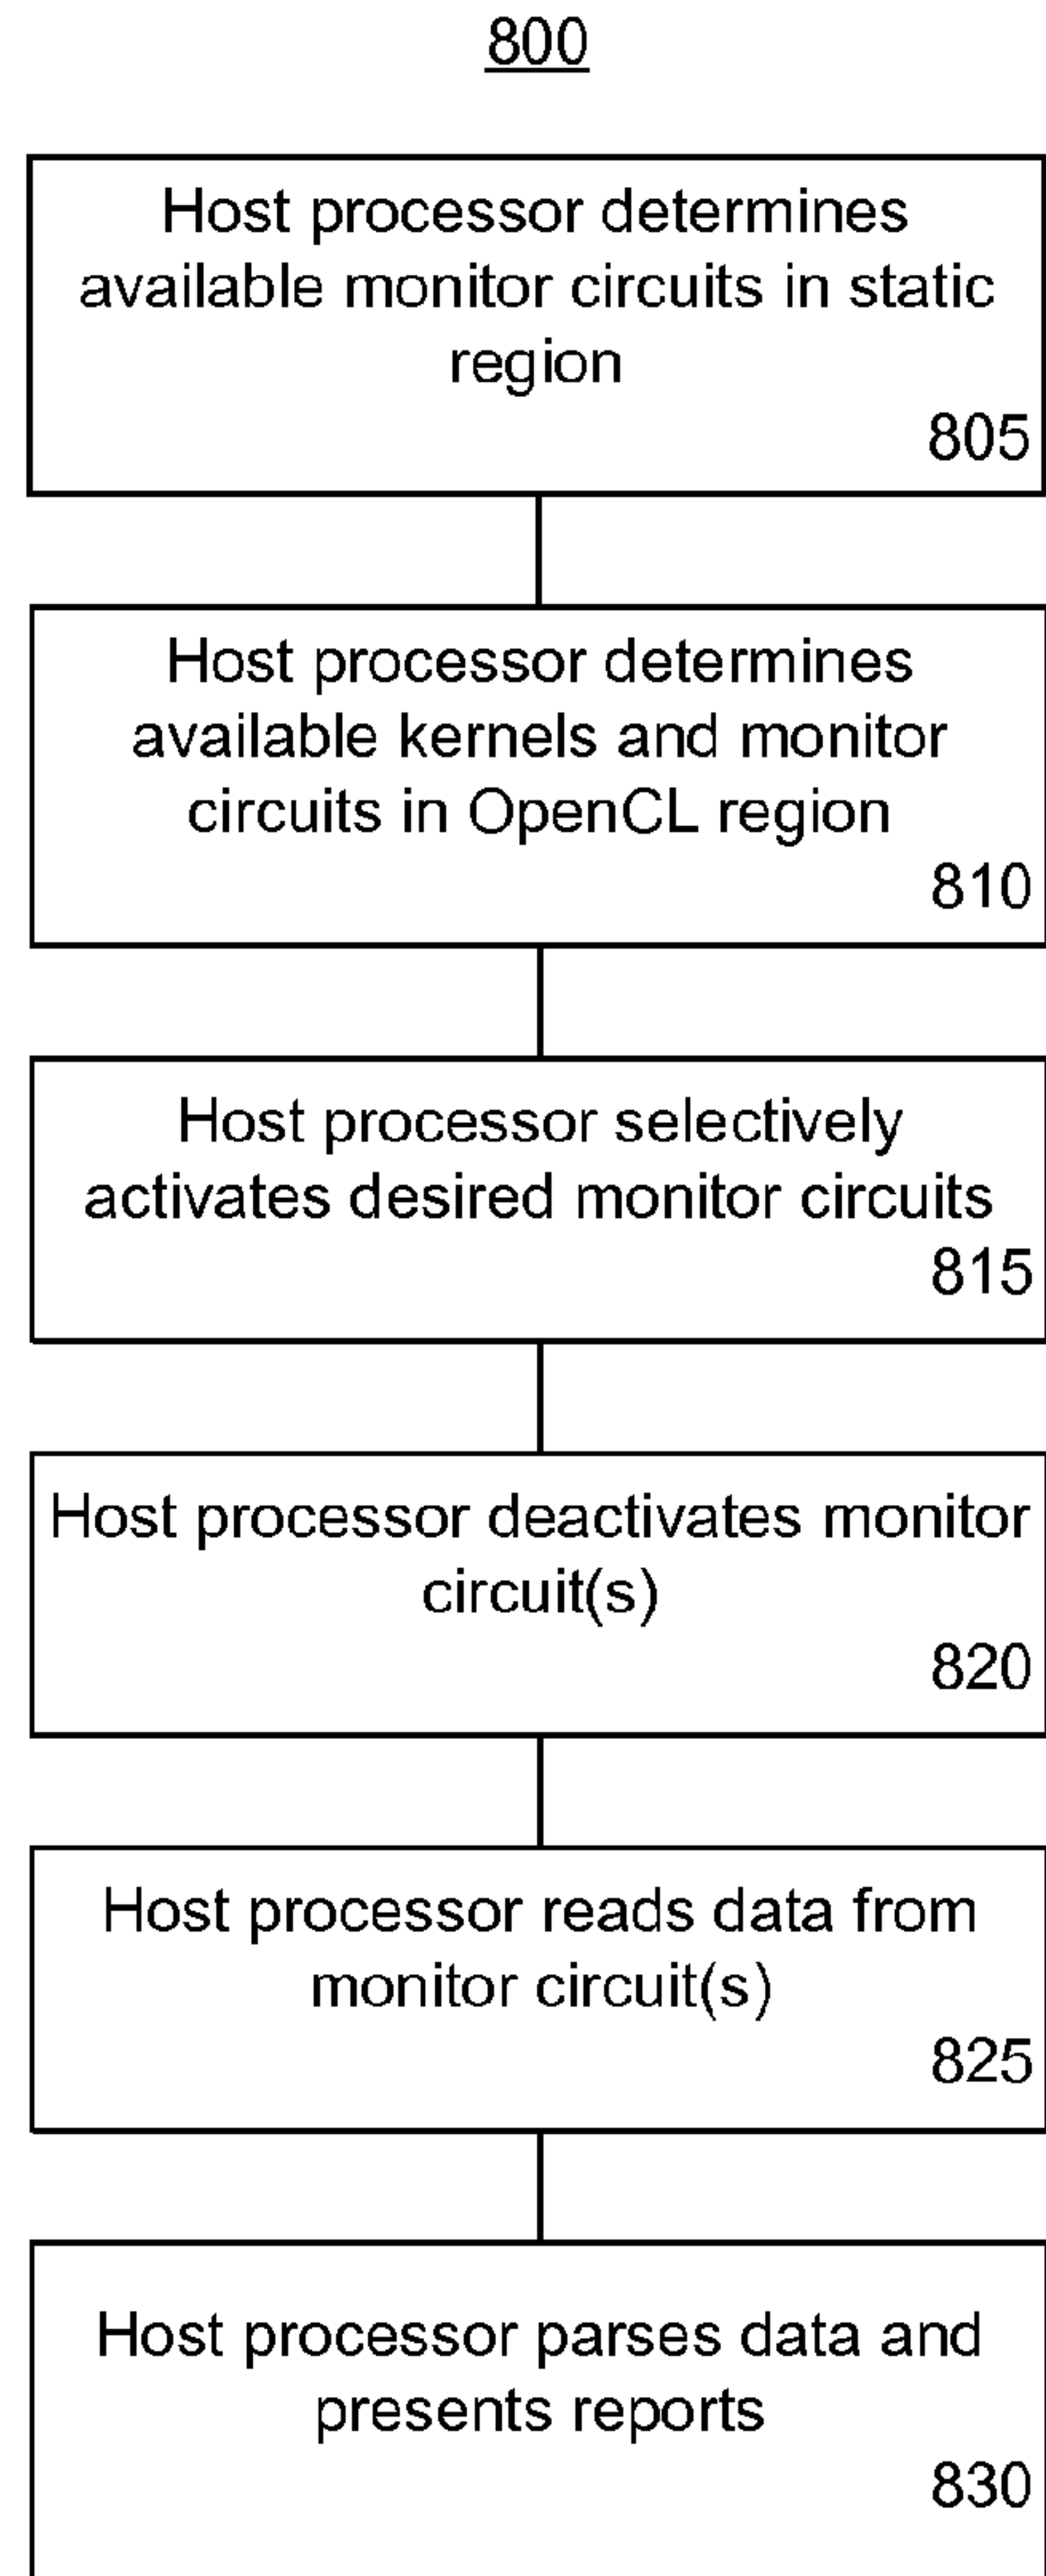 800
Host processor determines
available monitor circuits in static
region
805
Host processor determines
available kernels and monitor
circuits in OpenCL region
810
Host processor selectively
activates desired monitor circuits
815
Host processor deactivates monitor
circuit(s)
820
Host processor reads data from
monitor circuit(s)
825
Host processor parses data and
presents reports
830